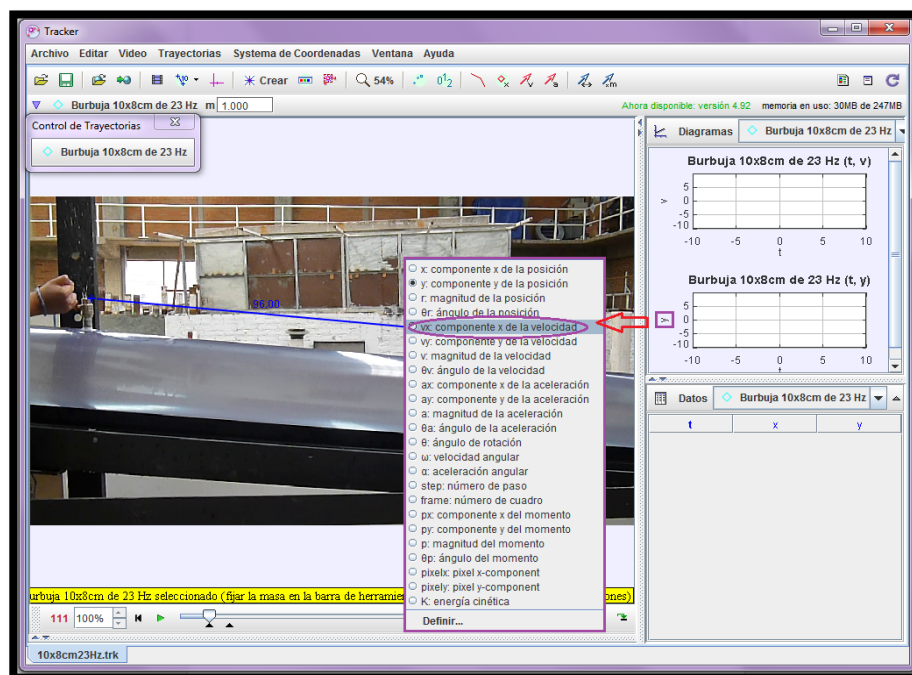 Tracker
Archivo Editar Video Trayectorias Systema de Coordenadas Ventana Ayuda
Crear 54%
Burbuja 10x8cm de 23 Hz m 1.000
Ahora disponible: versión 4.92 memoria en uso: 30MB de 247MB
Control de Trayectorias
Burbuja 10x8cm de 23 Hz
Diagramas Burbuja 10x8cm de 23 Hz
Burbuja 10x8cm de 23 Hz (t, v)
5
0
-5
-10
v
-10 -5 0 5 10
t
Burbuja 10x8cm de 23 Hz (t, y)
5
0
-5
-10
y
-10 -5 0 5 10
t
96.00
x: componente x de la posición
y: componente y de la posición
r: magnitud de la posición
θr: ángulo de la posición
vx: componente x de la velocidad
vy: componente y de la velocidad
v: magnitud de la velocidad
θv: ángulo de la velocidad
ax: componente x de la aceleración
ay: componente y de la aceleración
a: magnitud de la aceleración
θa: ángulo de la aceleración
θ: ángulo de rotación
ω: velocidad angular
α: aceleración angular
step: número de paso
frame: número de cuadro
px: componente x del momento
py: componente y del momento
p: magnitud del momento
θp: ángulo del momento
pixelx: pixel x-component
pixely: pixel y-component
K: energía cinética
Definir...
Datos Burbuja 10x8cm de 23 Hz
t x y
urbuja 10x8cm de 23 Hz seleccionado (fijar la masa en la barra de herramier
ones)
111 100%
10x8cm23Hz.trk